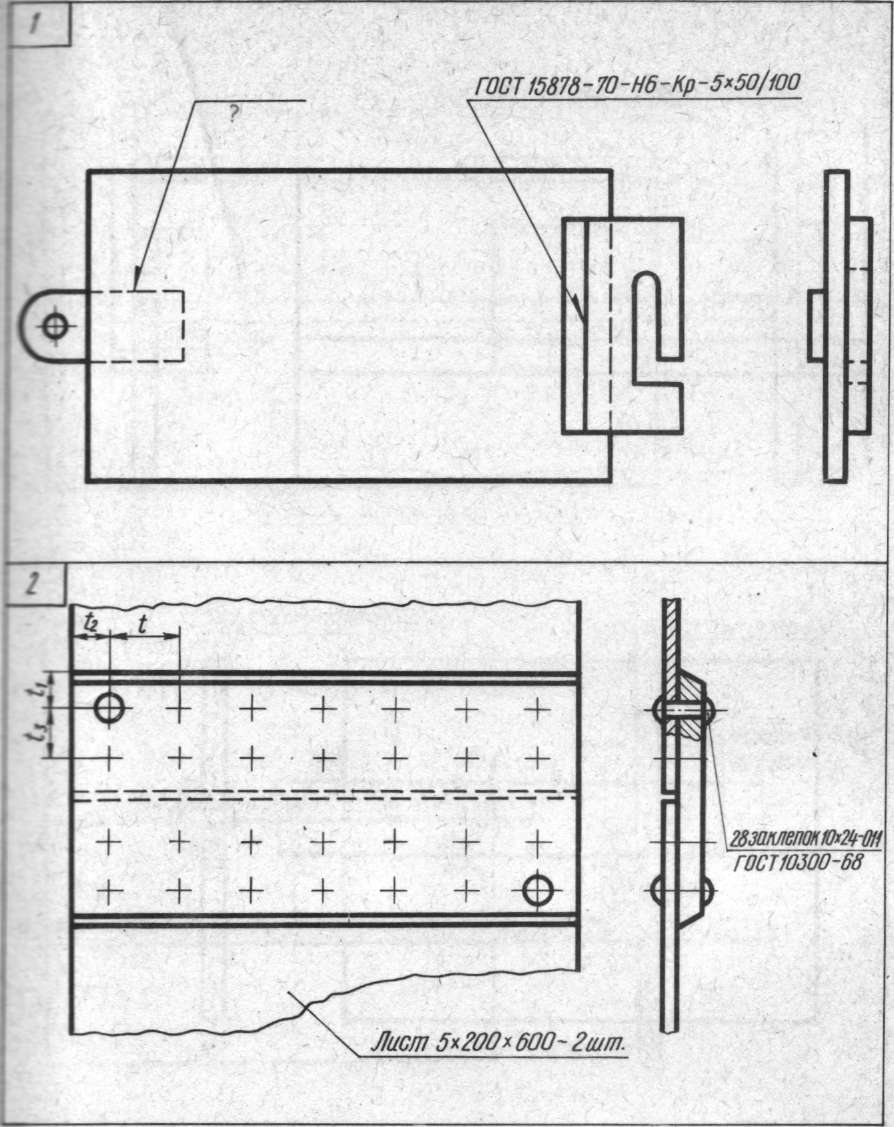 1
ГОСТ 15878-70-Н6-Кр-5×50/100
?
2
t₂
t
t₁
t₃
28 заклепок 10×24-011
ГОСТ 10300-68
Лист 5×200×600-2шт.